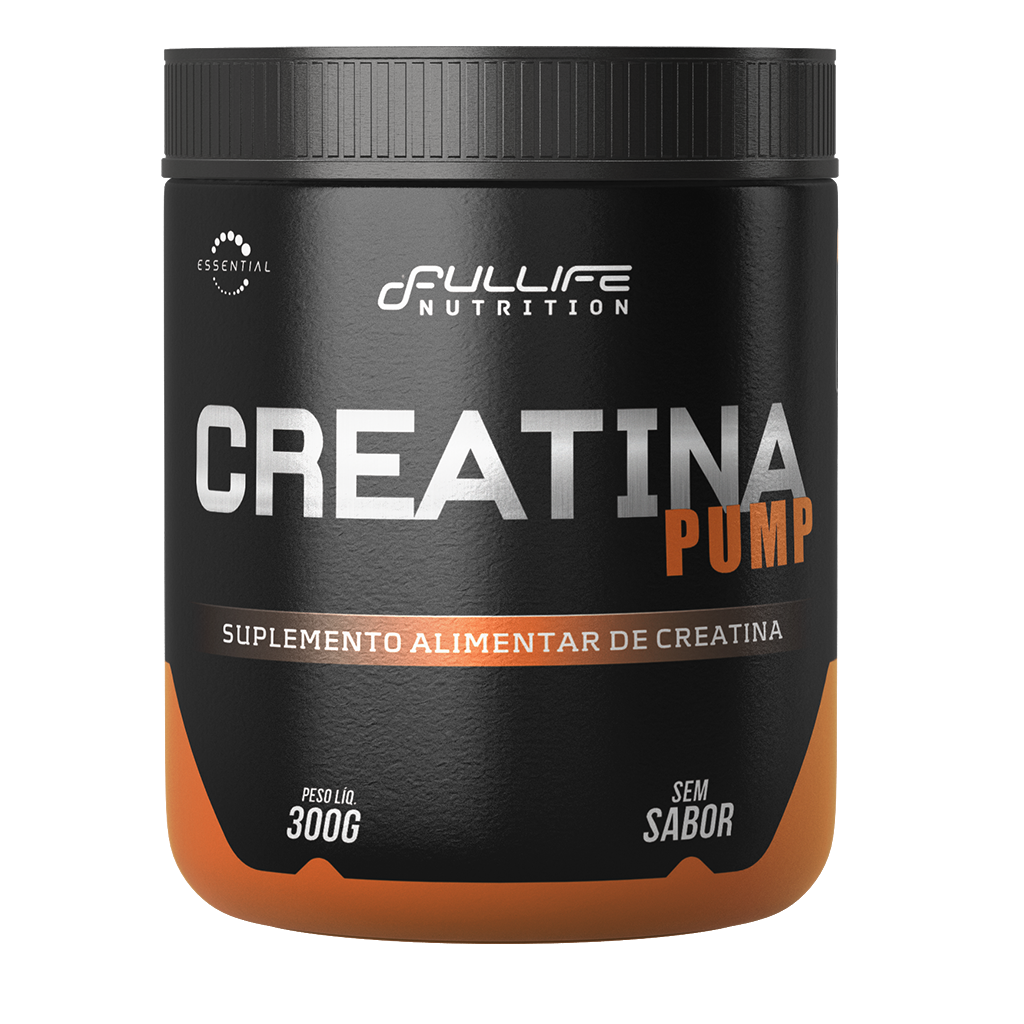 ESSENTIAL
FULLIFE
NUTRITION
CREATINA
PUMP
SUPLEMENTO ALIMENTAR DE CREATINA
PESO LÍQ.
300G
SEM
SABOR